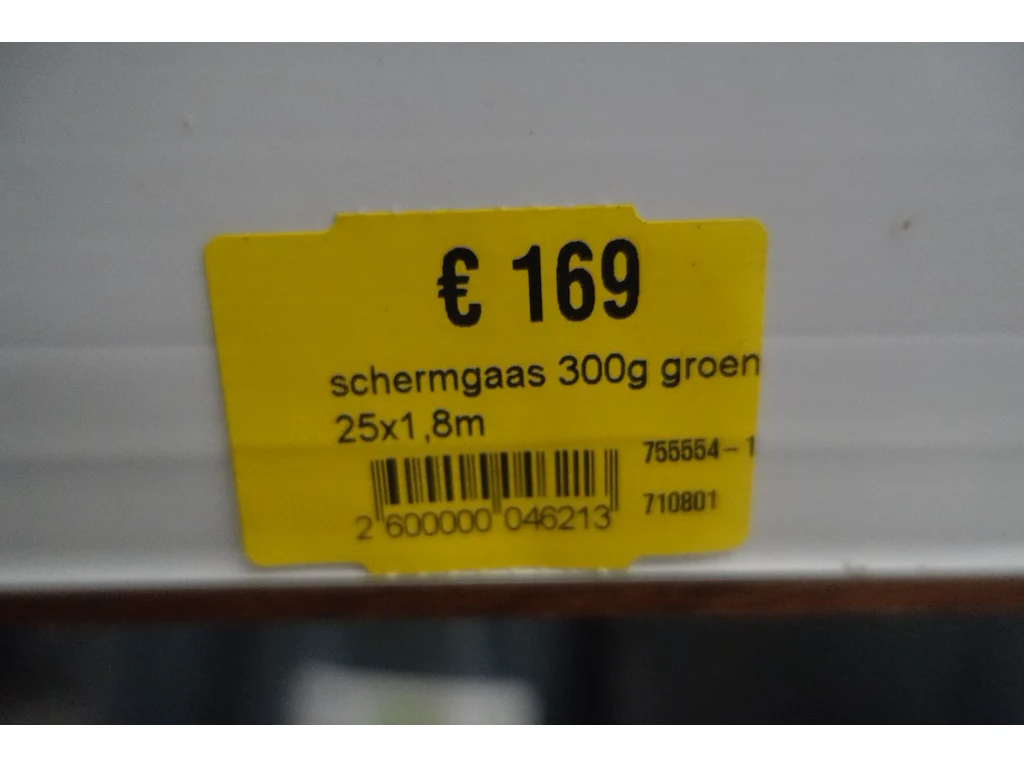 € 169
schermgaas 300g groen
25x1,8m
755554-1
710801
2 600000 046213